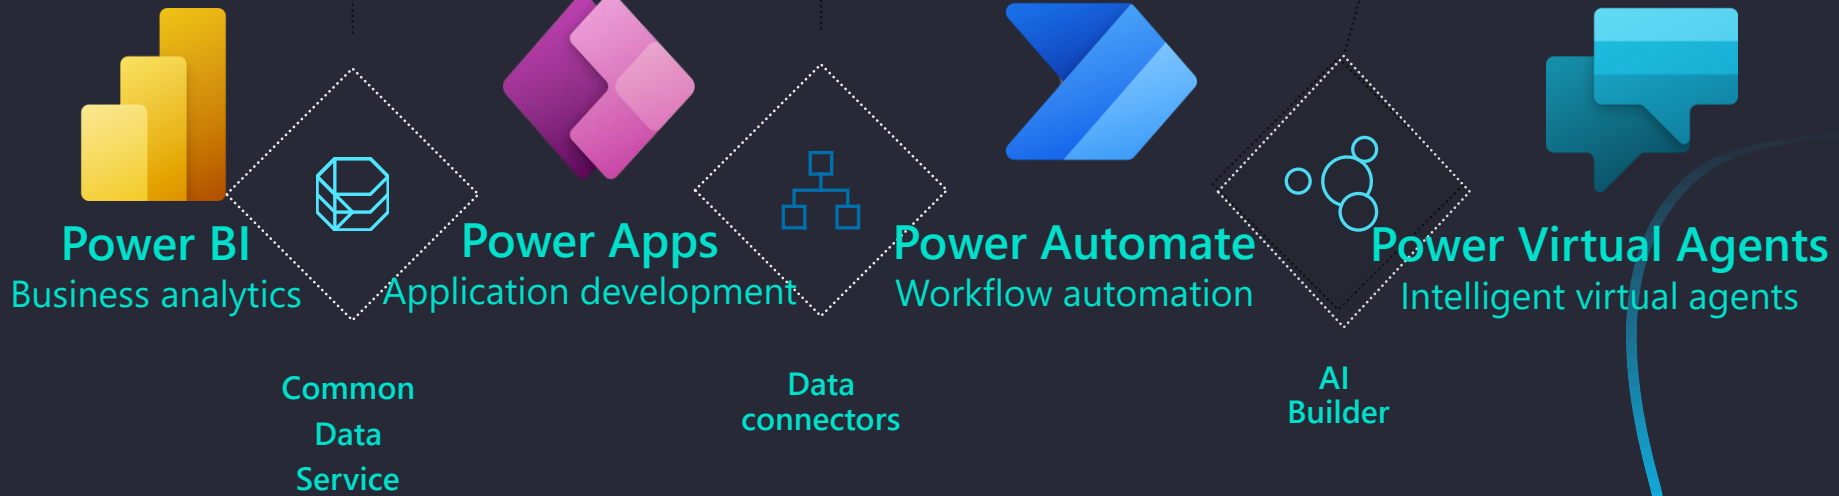 Power BI
Business analytics
Power Apps
Application development
Power Automate
Workflow automation
Power Virtual Agents
Intelligent virtual agents
Common
Data
Service
Data
connectors
AI
Builder